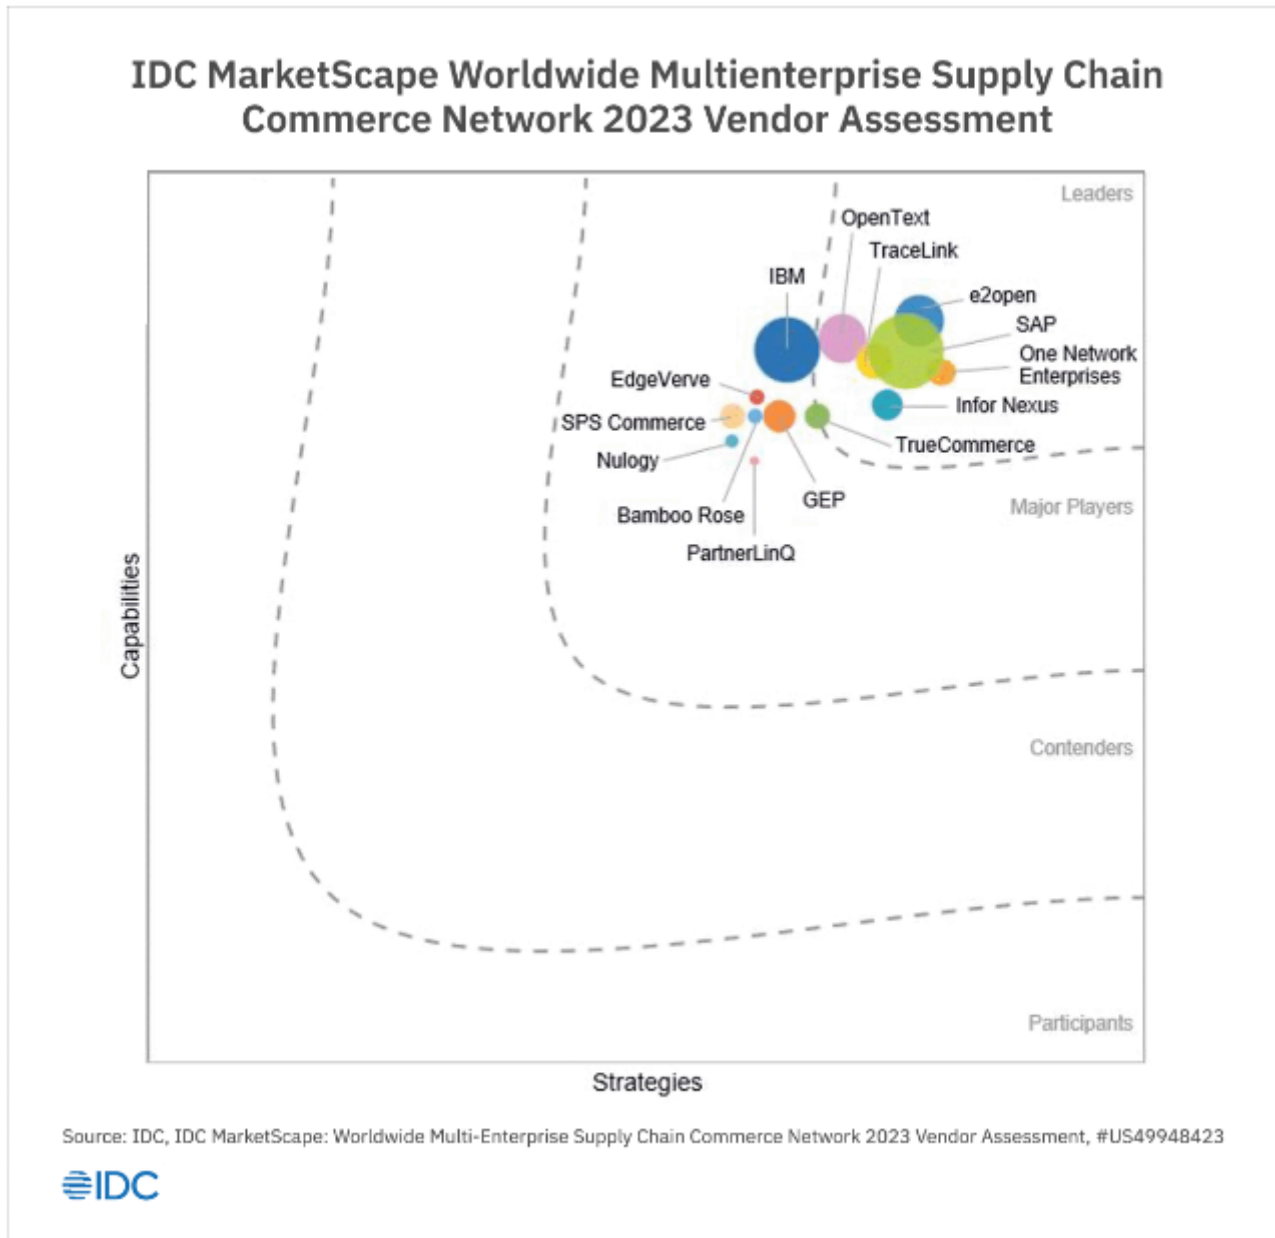 IDC MarketScape Worldwide Multienterprise Supply Chain
Commerce Network 2023 Vendor Assessment
Leaders
OpenText
TraceLink
IBM
e2open
SAP
One Network
Enterprises
EdgeVerve
Infor Nexus
SPS Commerce
TrueCommerce
Nulogy
GEP
Major Players
Bamboo Rose
PartnerLinQ
Capabilities
Contenders
Participants
Strategies
Source: IDC, IDC MarketScape: Worldwide Multi-Enterprise Supply Chain Commerce Network 2023 Vendor Assessment, #US49948423
IDC